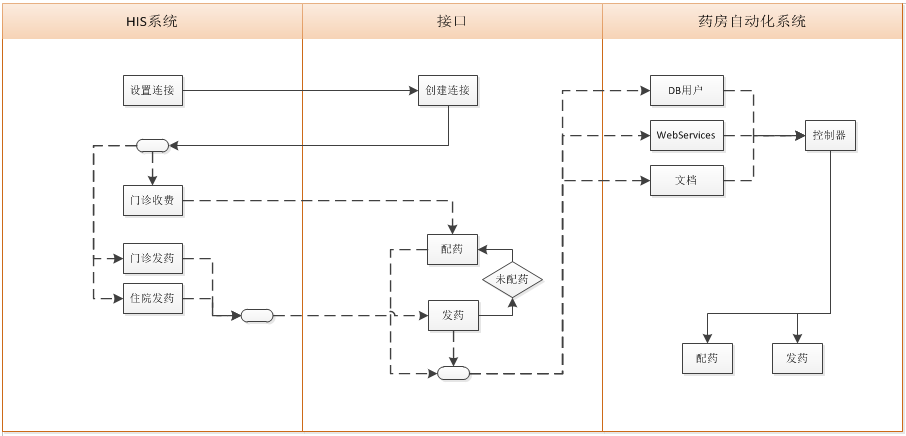 HIS系统
接口
药房自动化系统
设置连接
创建连接
DB用户
WebServices
控制器
文档
门诊收费
配药
门诊发药
未配药
住院发药
发药
配药
发药